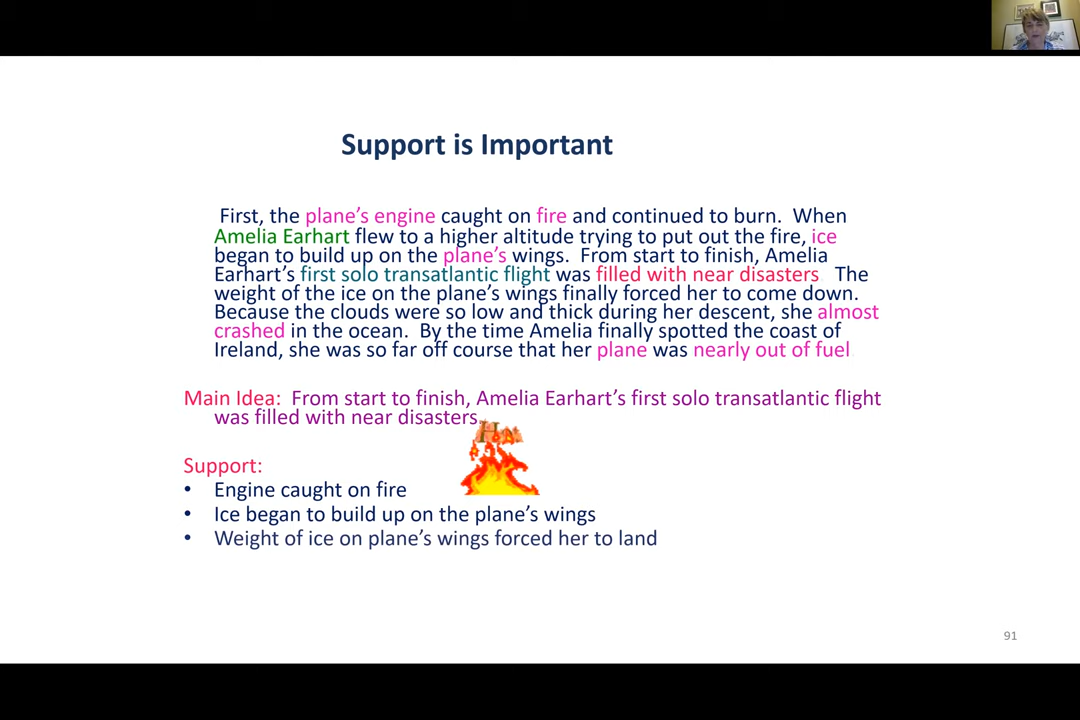 Support is Important
First, the plane's engine caught on fire and continued to burn. When
Amelia Earhart flew to a higher altitude trying to put out the fire, ice
began to build up on the plane's wings. From start to finish, Amelia
Earhart's first solo transatlantic flight was filled with near disasters The
weight of the ice on the plane's wings finally forced her to come down.
Because the clouds were so low and thick during her descent, she almost
crashed in the ocean. By the time Amelia finally spotted the coast of
Ireland, she was so far off course that her plane was nearly out of fuel
Main Idea: From start to finish, Amelia Earhart's first solo transatlantic flight
was filled with near disasters.
Support:
• Engine caught on fire
• Ice began to build up on the plane's wings
• Weight of ice on plane's wings forced her to land
91